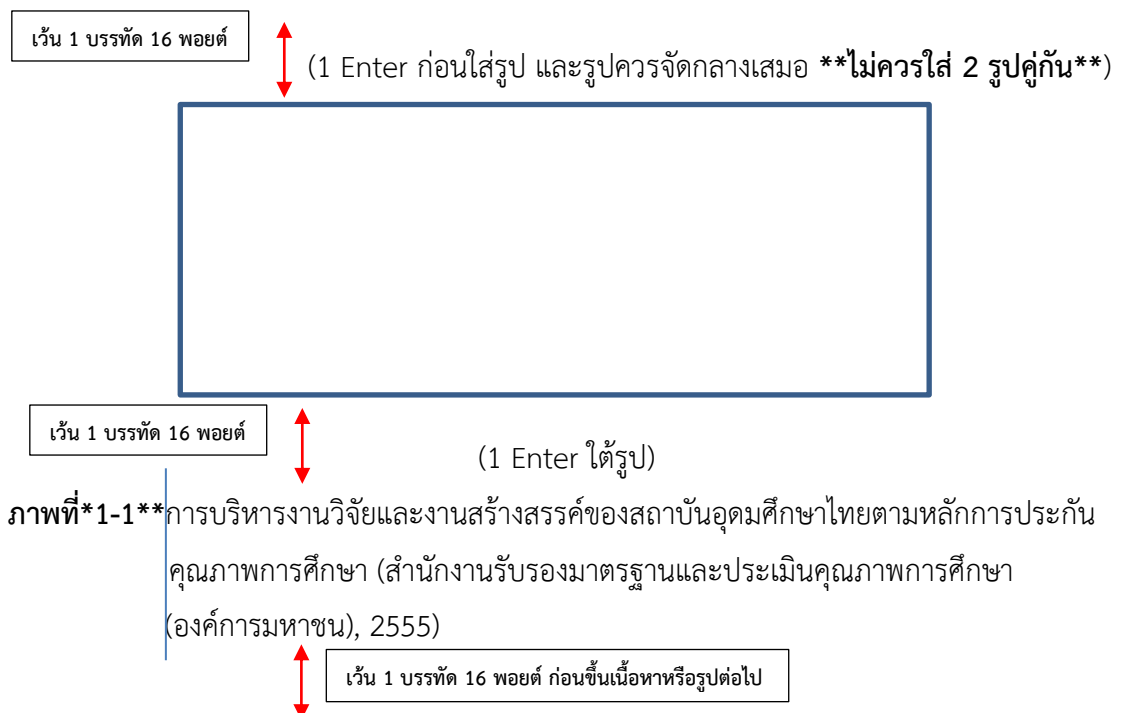 เว้น 1 บรรทัด 16 พอยต์
(1 Enter ก่อนใส่รูป และรูปควรจัดกลางเสมอ **ไม่ควรใส่ 2 รูปคู่กัน**)
เว้น 1 บรรทัด 16 พอยต์
(1 Enter ใต้รูป)
ภาพที่*1-1**การบริหารงานวิจัยและงานสร้างสรรค์ของสถาบันอุดมศึกษาไทยตามหลักการประกัน
คุณภาพการศึกษา (สำนักงานรับรองมาตรฐานและประเมินคุณภาพการศึกษา
(องค์การมหาชน), 2555)
เว้น 1 บรรทัด 16 พอยต์ ก่อนขึ้นเนื้อหาหรือรูปต่อไป